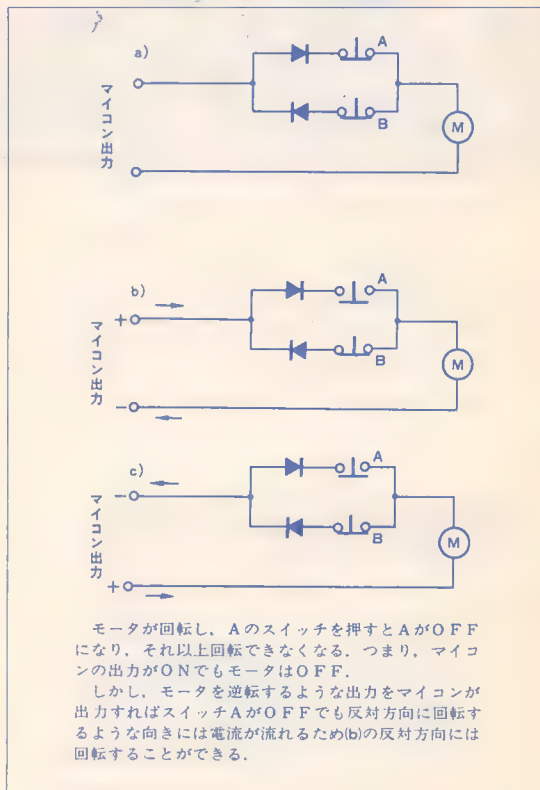 a)
A
マイコン出力
B
M
b)
A
+
マイコン出力
B
M
−
c)
A
−
マイコン出力
B
M
+
モータが回転し，Aのスイッチを押すとAがOFF
になり，それ以上回転できなくなる．つまり，マイコ
ンの出力がONでもモータはOFF．
しかし，モータを逆転するような出力をマイコンが
出力すればスイッチAがOFFでも反対方向に回転す
るような向きには電流が流れるため(b)の反対方向には
回転することができる．